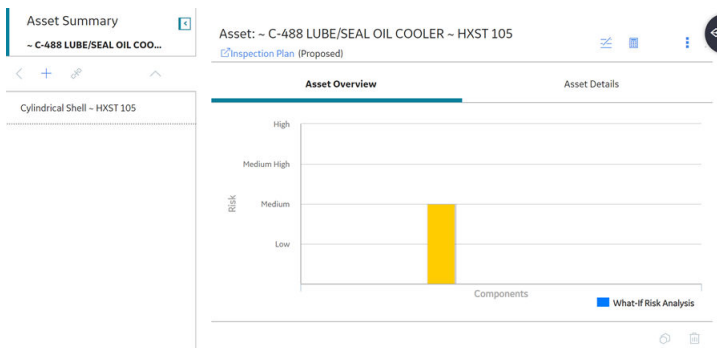 Asset Summary
~ C-488 LUBE/SEAL OIL COO...
Cylindrical Shell ~ HXST 105
Asset: ~ C-488 LUBE/SEAL OIL COOLER ~ HXST 105
Inspection Plan (Proposed)
Asset Overview
Asset Details
High
Medium High
Medium
Low
Risk
Components
What-If Risk Analysis